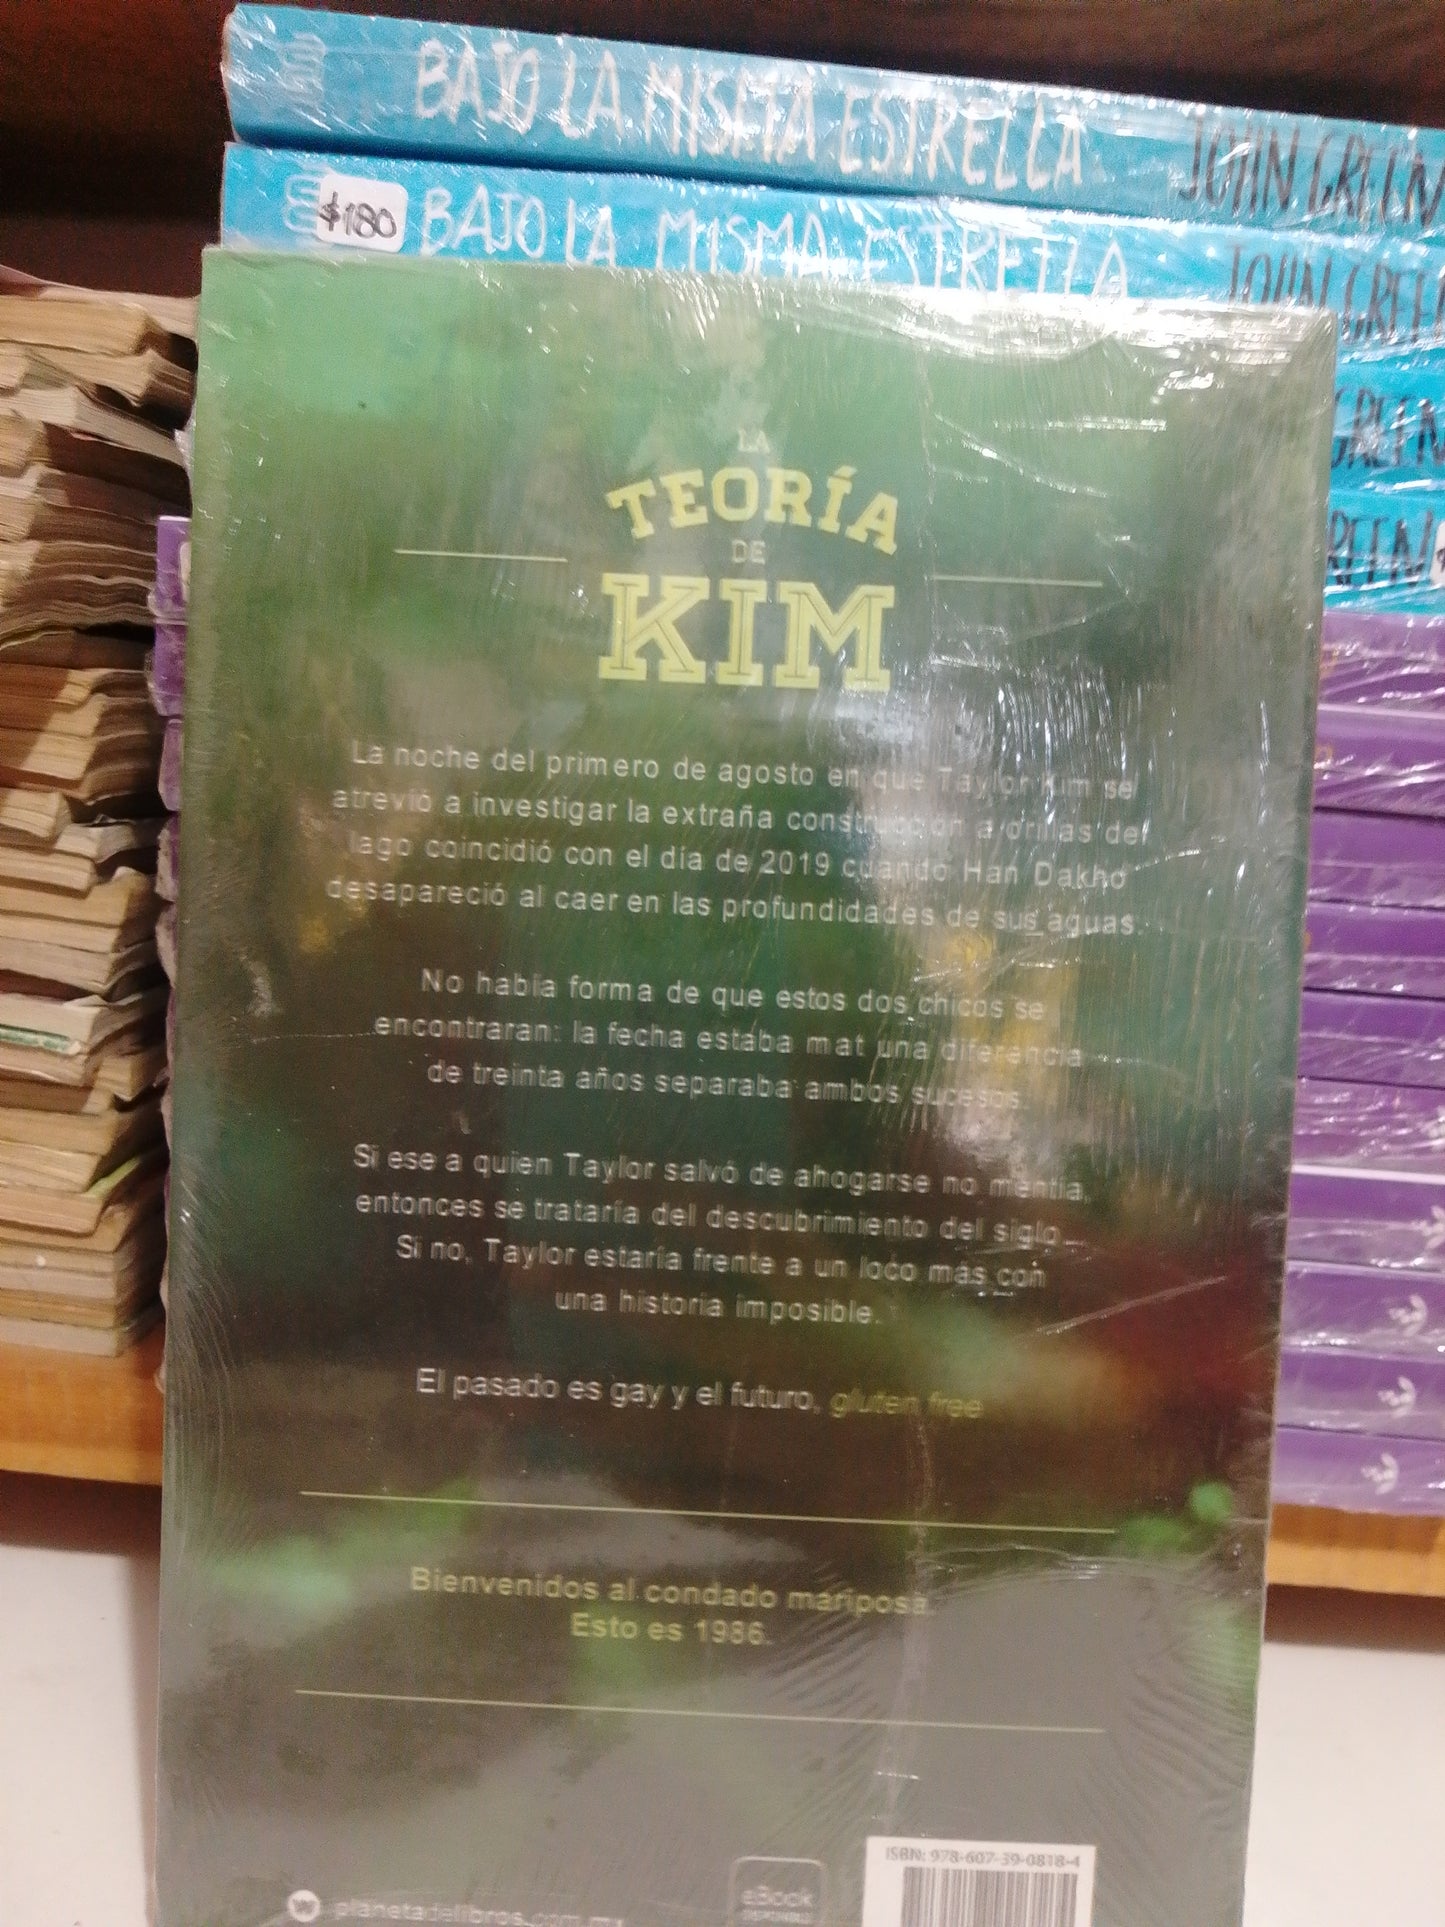 BAJO LA MISMA ESTRELLA JOHN GREEN
$180 BAJO LA MISMA ESTRELLA JOHN GREEN
GREEN
GREEN
LA
TEORÍA
DE
KIM
La noche del primero de agosto en que Taylor Kim se
atrevió a investigar la extraña construcción a orillas del
lago coincidió con el día de 2019 cuando Han Dakho
desapareció al caer en las profundidades de sus aguas.
No había forma de que estos dos chicos se
encontraran: la fecha estaba mat una diferencia
de treinta años separaba ambos sucesos.
Si ese a quien Taylor salvó de ahogarse no mentía,
entonces se trataría del descubrimiento del siglo...
Si no, Taylor estaría frente a un loco más con
una historia imposible.
El pasado es gay y el futuro, gluten free
Bienvenidos al condado mariposa.
Esto es 1986.
ISBN: 978-607-39-0818-4
eBook
DISPONIBLE
planetadelibros.com.mx